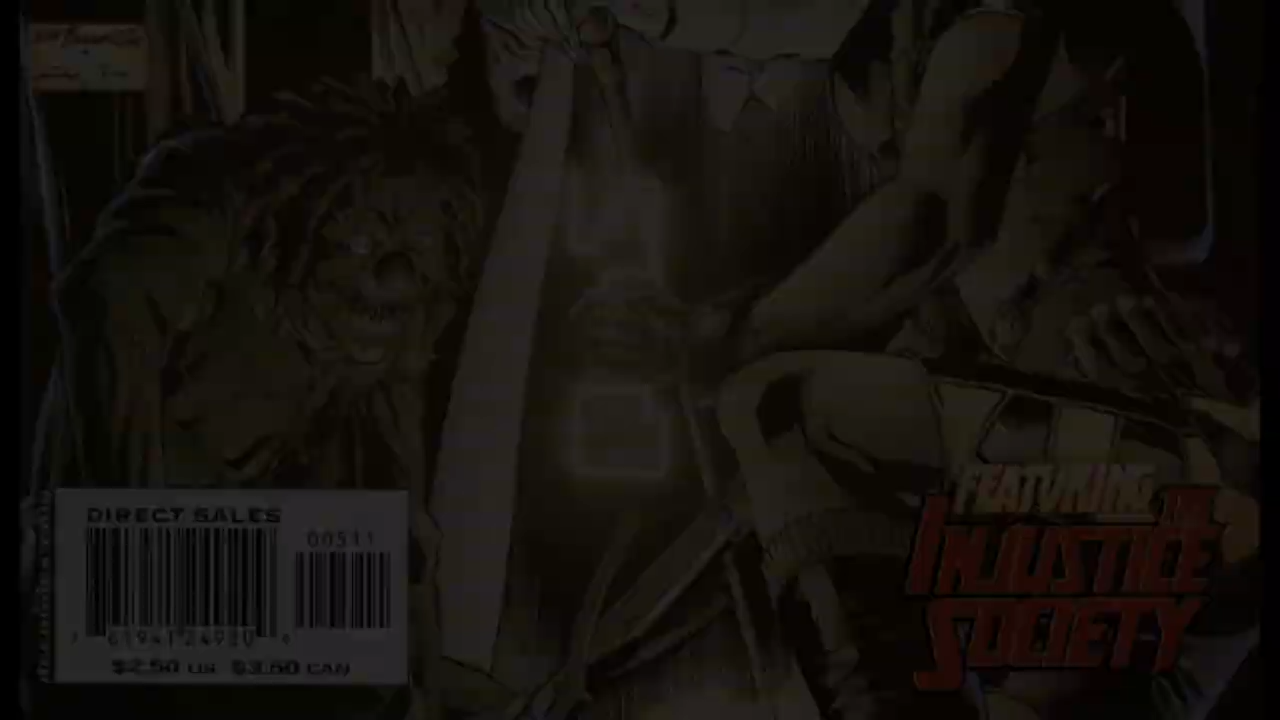 DIRECT SALES
00511
$2.50 US $3.50 CAN
FEATURING
INJUSTICE
SOCIETY